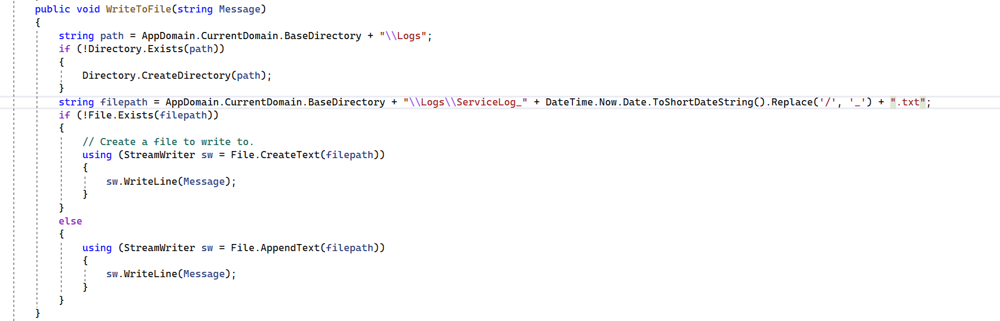 public void WriteToFile(string Message)
{
string path = AppDomain.CurrentDomain.BaseDirectory + "\\Logs";
if (!Directory.Exists(path))
{
Directory.CreateDirectory(path);
}
string filepath = AppDomain.CurrentDomain.BaseDirectory + "\\Logs\\ServiceLog_" + DateTime.Now.Date.ToShortDateString().Replace('/', '_') + ".txt";
if (!File.Exists(filepath))
{
// Create a file to write to.
using (StreamWriter sw = File.CreateText(filepath))
{
sw.WriteLine(Message);
}
}
else
{
using (StreamWriter sw = File.AppendText(filepath))
{
sw.WriteLine(Message);
}
}
}